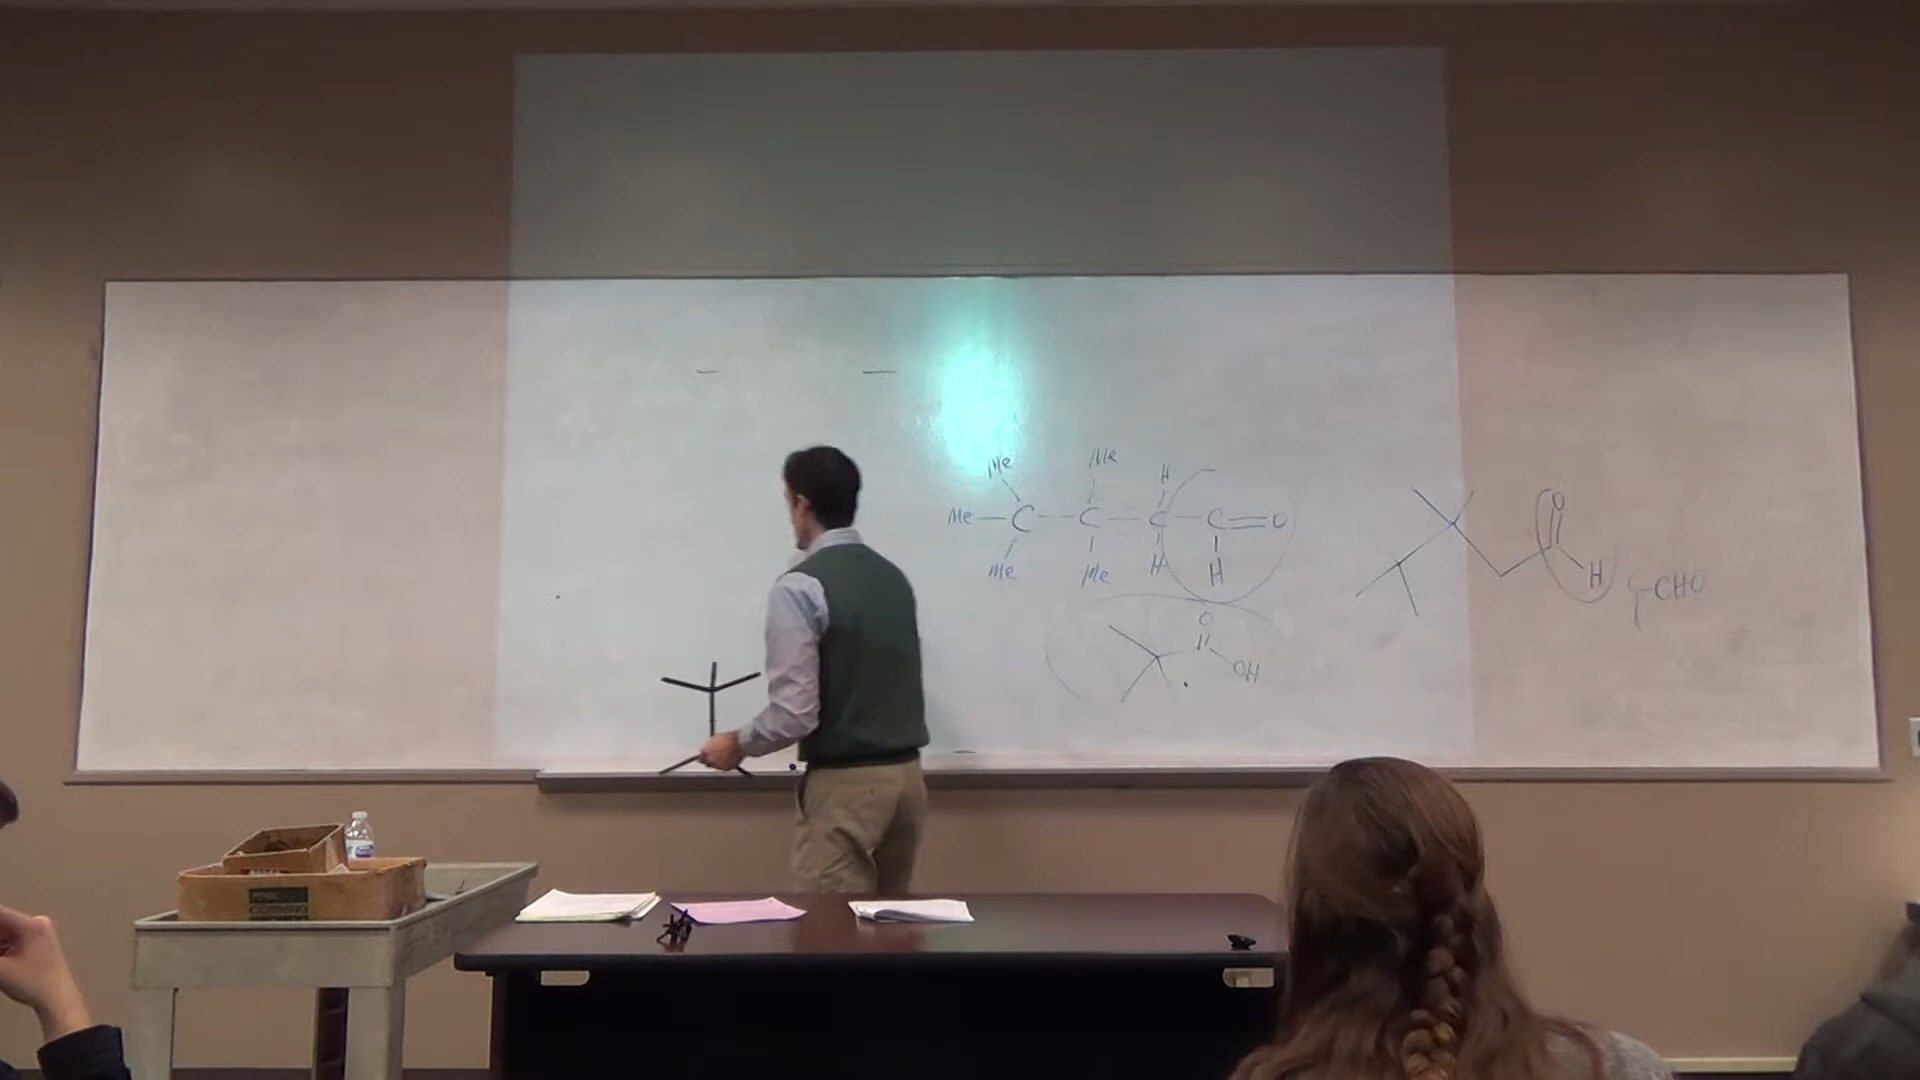 Me Me H
Me — C — C — C — C = O
Me Me H H
O
H
—CHO
O
OH